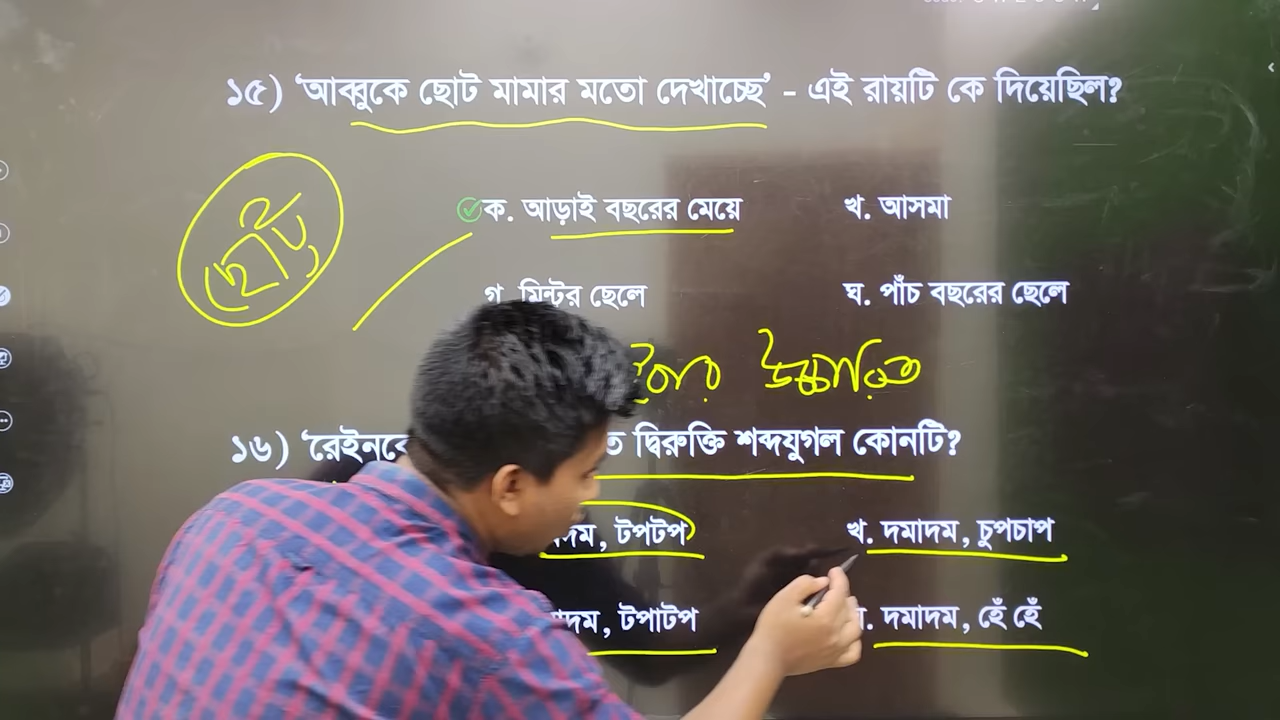 ১৫) ‘আব্বুকে ছোট মামার মতো দেখাচ্ছে’ - এই রায়টি কে দিয়েছিল?
ছোট্ট
ক. আড়াই বছরের মেয়ে
খ. আসমা
গ. মিন্টুর ছেলে
ঘ. পাঁচ বছরের ছেলে
উচ্চারিত
১৬) ‘রেইনকো ত দ্বিরুক্তি শব্দযুগল কোনটি?
দম, টপটপ
খ. দমাদম, চুপচাপ
দম, টপাটপ
. দমাদম, হেঁ হেঁ